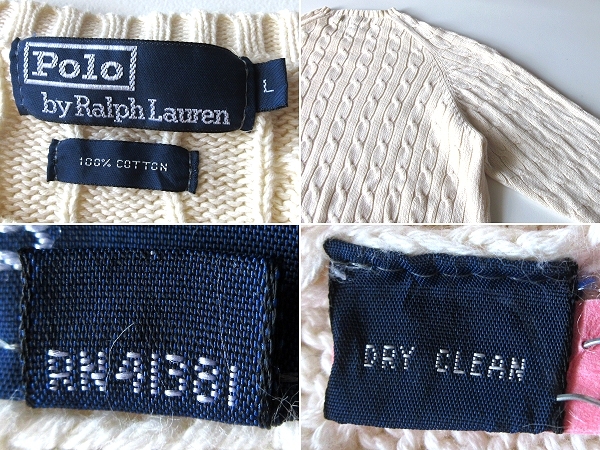 Polo
by Ralph Lauren
L
100% COTTON
RN41381
DRY CLEAN